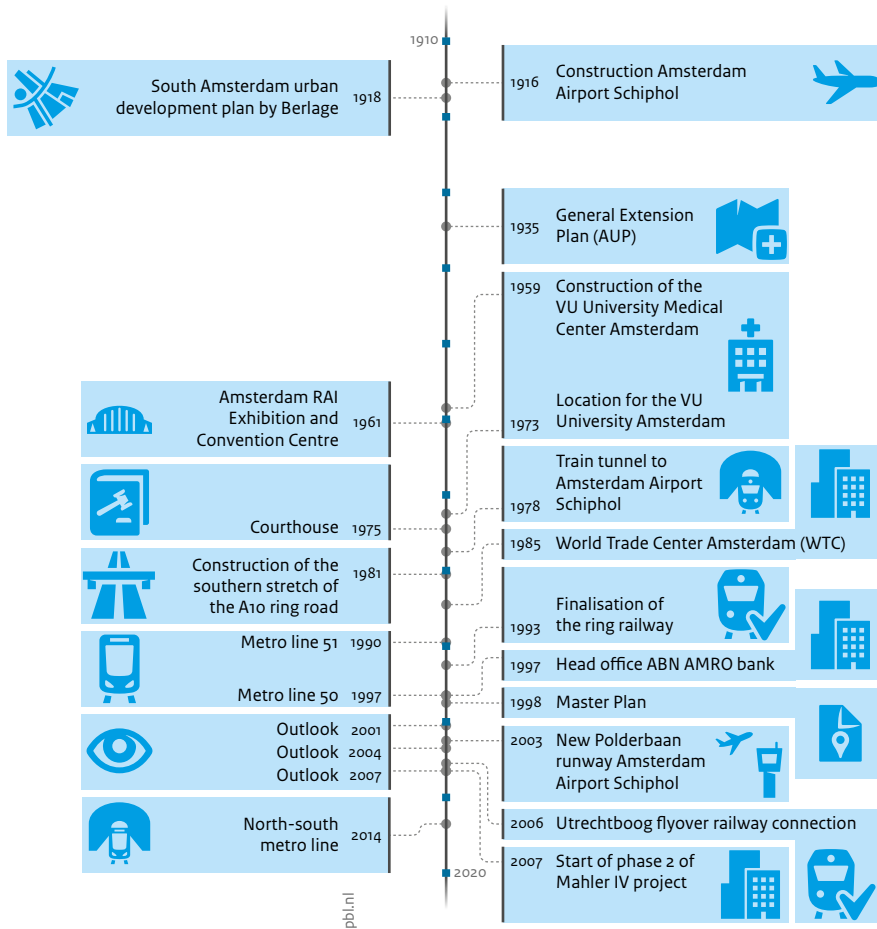 1910
South Amsterdam urban
development plan by Berlage 1918
1916 Construction Amsterdam
Airport Schiphol
1935 General Extension
Plan (AUP)
1959 Construction of the
VU University Medical
Center Amsterdam
Location for the VU
1973 University Amsterdam
Amsterdam RAI
Exhibition and
Convention Centre
1961
Courthouse 1975
Train tunnel to
Amsterdam Airport
1978 Schiphol
1985 World Trade Center Amsterdam (WTC)
Construction of the
southern stretch of
the A10 ring road
1981
Finalisation of
1993 the ring railway
Metro line 51 1990
Metro line 50 1997
1997 Head office ABN AMRO bank
1998 Master Plan
Outlook 2001
Outlook 2004
Outlook 2007
2003 New Polderbaan
runway Amsterdam
Airport Schiphol
North-south
metro line
2014
2006 Utrechtboog flyover railway connection
2007 Start of phase 2 of
Mahler IV project
2020
pbl.nl